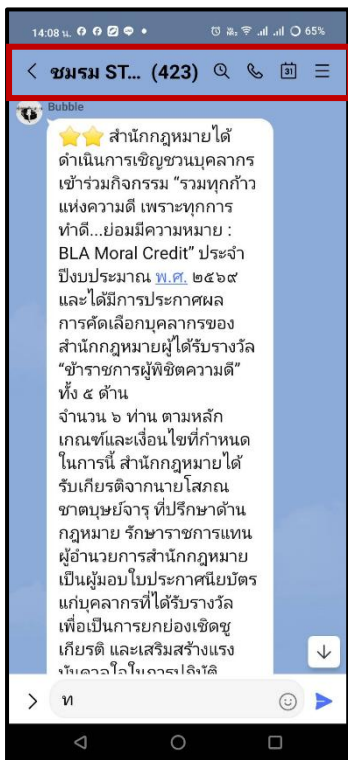 14:08 น. 65%
ชมรม ST... (423)
31
Bubble
⭐⭐ สำนักกฎหมายได้
ดำเนินการเชิญชวนบุคลากร
เข้าร่วมกิจกรรม “รวมทุกก้าว
แห่งความดี เพราะทุกการ
ทำดี...ย่อมมีความหมาย :
BLA Moral Credit” ประจำ
ปีงบประมาณ พ.ศ. ๒๕๖๙
และได้มีการประกาศผล
การคัดเลือกบุคลากรของ
สำนักกฎหมายผู้ได้รับรางวัล
“ข้าราชการผู้พิชิตความดี”
ทั้ง ๕ ด้าน
จำนวน ๖ ท่าน ตามหลัก
เกณฑ์และเงื่อนไขที่กำหนด
ในการนี้ สำนักกฎหมายได้
รับเกียรติจากนายโสภณ
ชาตบุษย์จารุ ที่ปรึกษาด้าน
กฎหมาย รักษาราชการแทน
ผู้อำนวยการสำนักกฎหมาย
เป็นผู้มอบใบประกาศนียบัตร
แก่บุคลากรที่ได้รับรางวัล
เพื่อเป็นการยกย่องเชิดชู
เกียรติ และเสริมสร้างแรง
บันดาลใจในการปฏิบัติ
ท